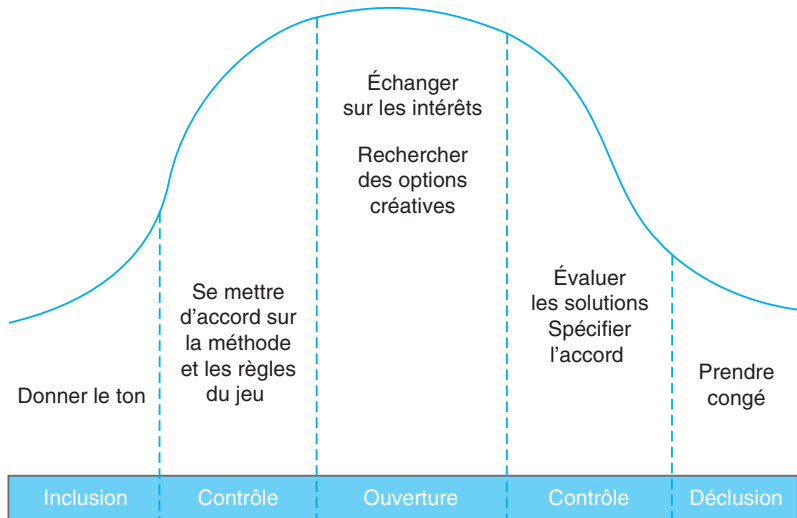 Échanger
sur les intérêts
Rechercher
des options
créatives
Se mettre
d'accord sur
la méthode
et les règles
du jeu
Évaluer
les solutions
Spécifier
l'accord
Donner le ton
Prendre
congé
Inclusion
Contrôle
Ouverture
Contrôle
Déclusion